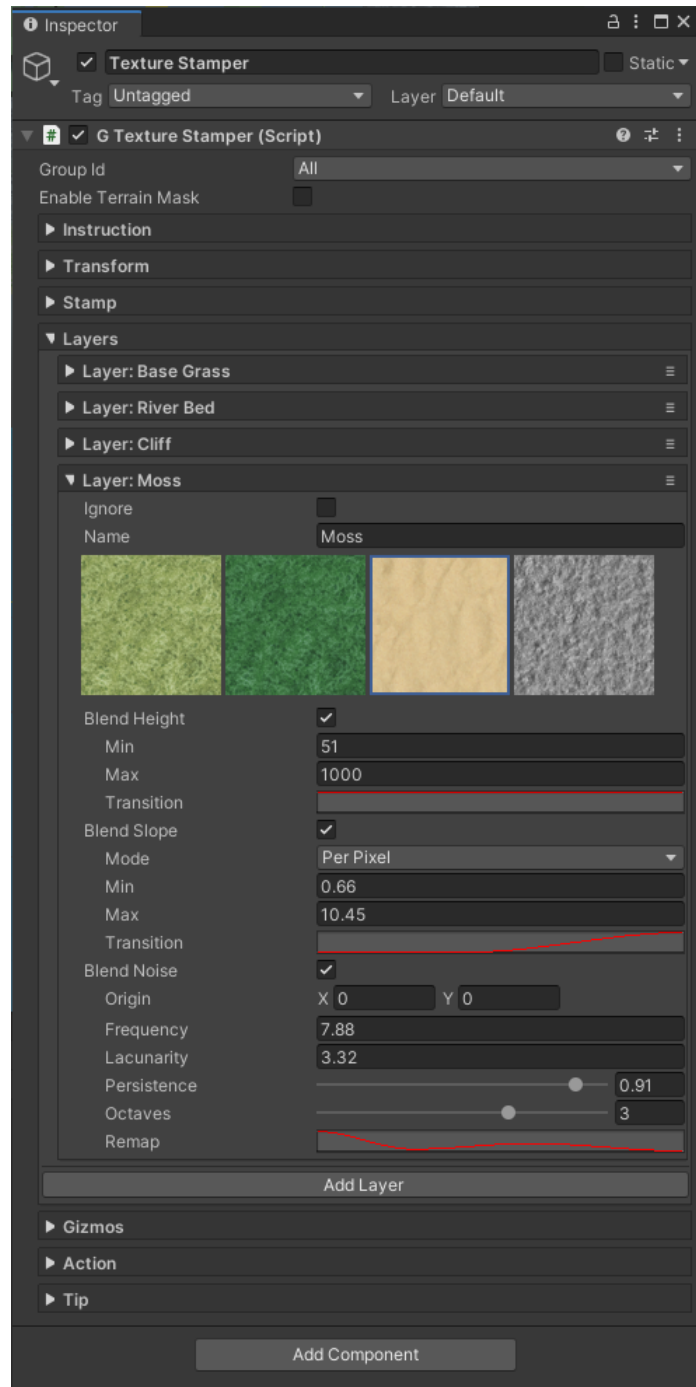 Inspector
Texture Stamper Static
Tag Untagged Layer Default
# G Texture Stamper (Script)
Group Id All
Enable Terrain Mask
Instruction
Transform
Stamp
Layers
Layer: Base Grass
Layer: River Bed
Layer: Cliff
Layer: Moss
Ignore
Name Moss
Blend Height
Min 51
Max 1000
Transition
Blend Slope
Mode Per Pixel
Min 0.66
Max 10.45
Transition
Blend Noise
Origin X 0 Y 0
Frequency 7.88
Lacunarity 3.32
Persistence 0.91
Octaves 3
Remap
Add Layer
Gizmos
Action
Tip
Add Component